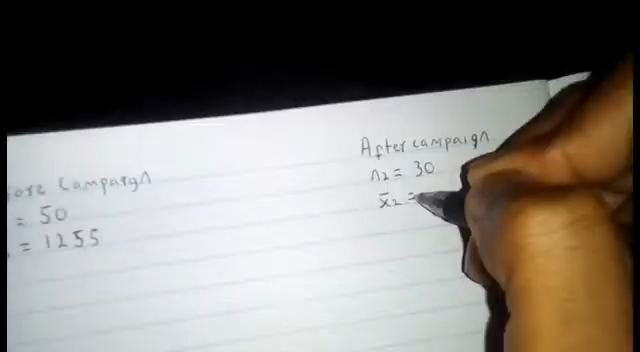 Campaign
= 50
= 1255
After campaign
n2 = 30
x̄2 =